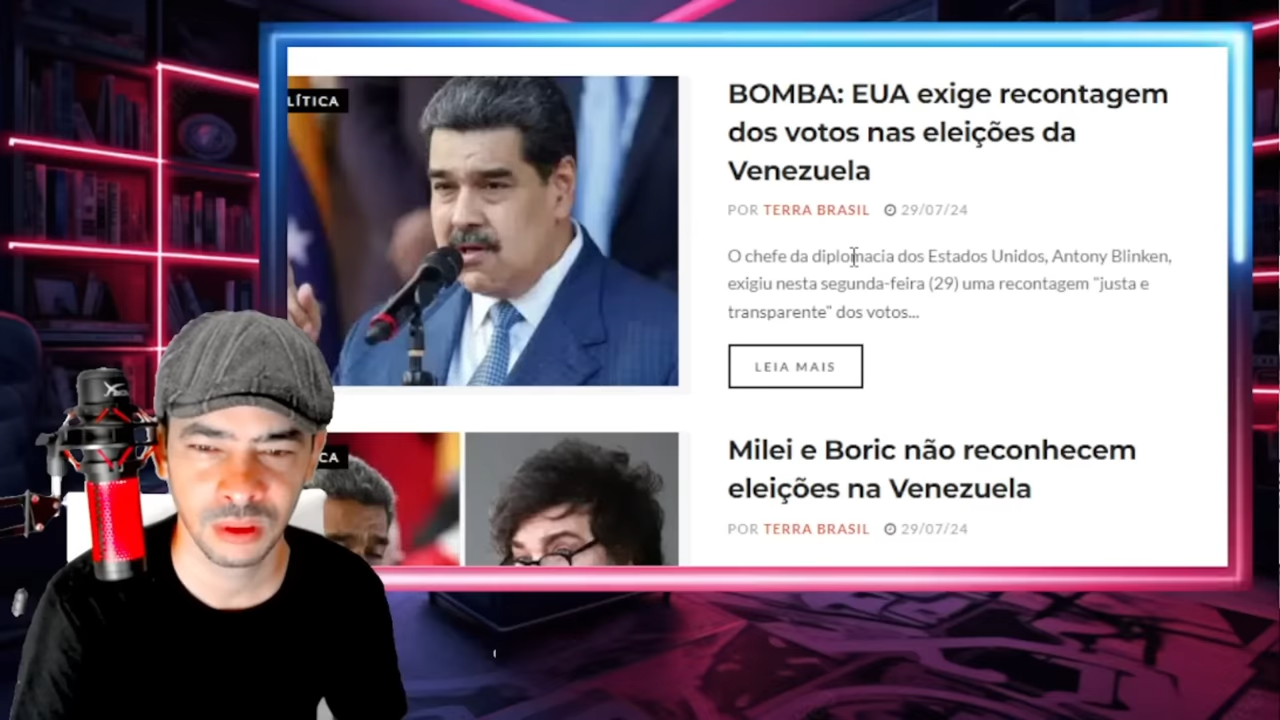 LÍTICA
BOMBA: EUA exige recontagem
dos votos nas eleições da
Venezuela
POR TERRA BRASIL 29/07/24
O chefe da diplomacia dos Estados Unidos, Antony Blinken,
exigiu nesta segunda-feira (29) uma recontagem "justa e
transparente" dos votos...
LEIA MAIS
CA
Milei e Boric não reconhecem
eleições na Venezuela
POR TERRA BRASIL 29/07/24